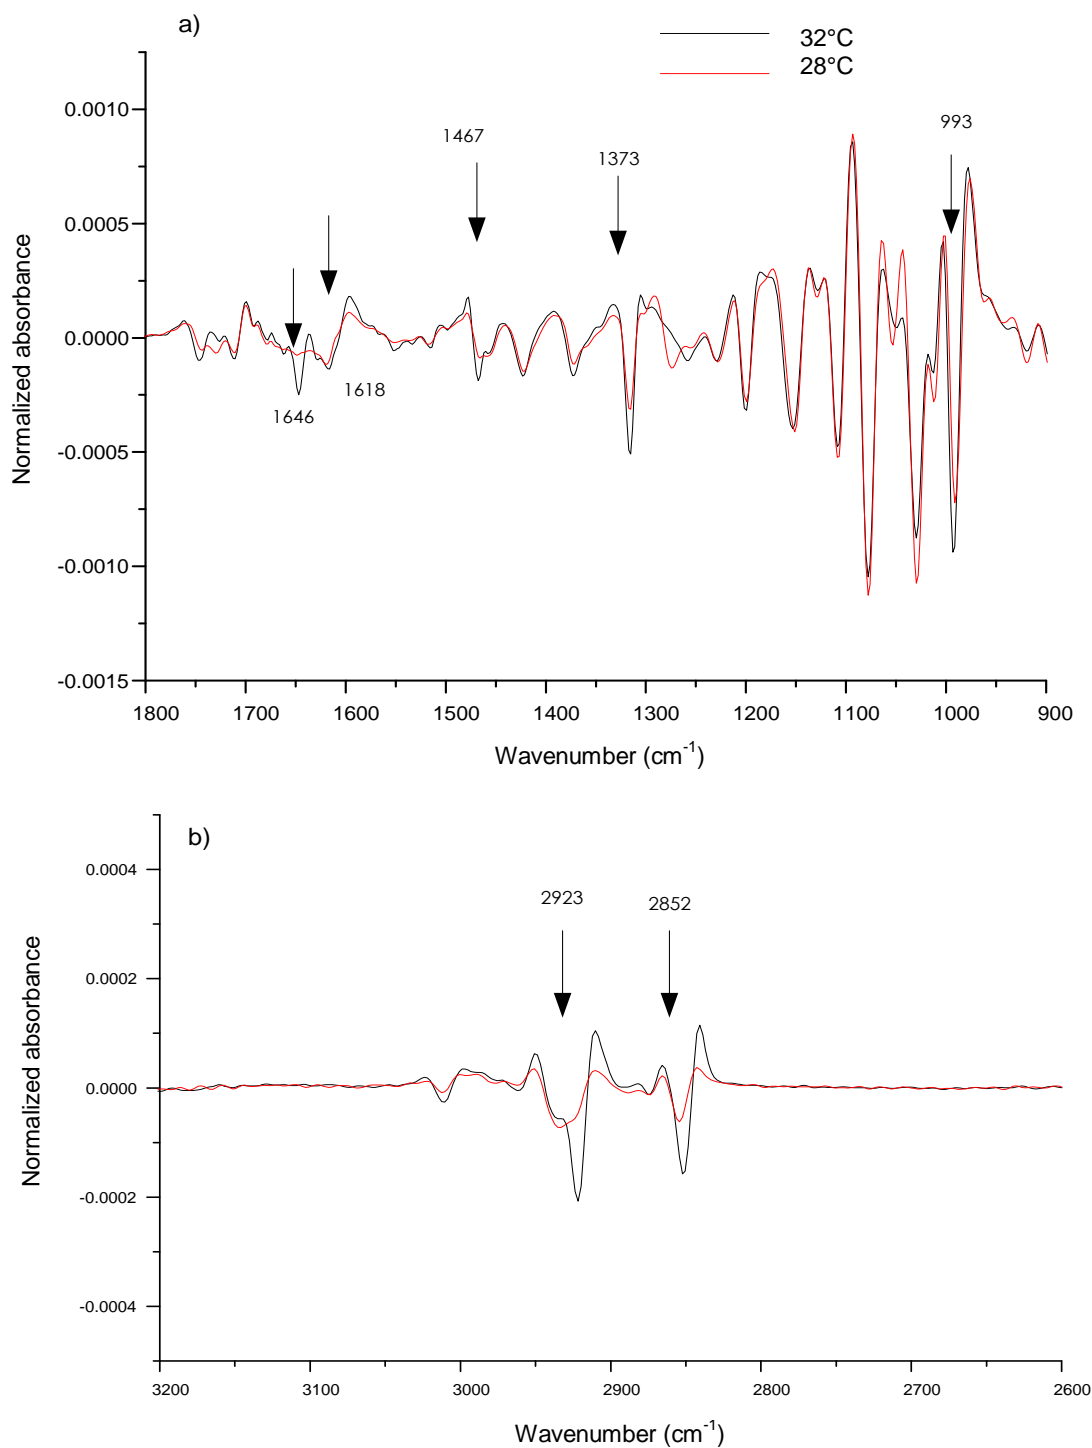 a)
32°C
28°C
0.0010
0.0005
0.0000
-0.0005
-0.0010
-0.0015
Normalized absorbance
1467
1373
993
1646
1618
1800 1700 1600 1500 1400 1300 1200 1100 1000 900
Wavenumber (cm⁻¹)
b)
0.0004
0.0002
0.0000
-0.0002
-0.0004
Normalized absorbance
2923
2852
3200 3100 3000 2900 2800 2700 2600
Wavenumber (cm⁻¹)